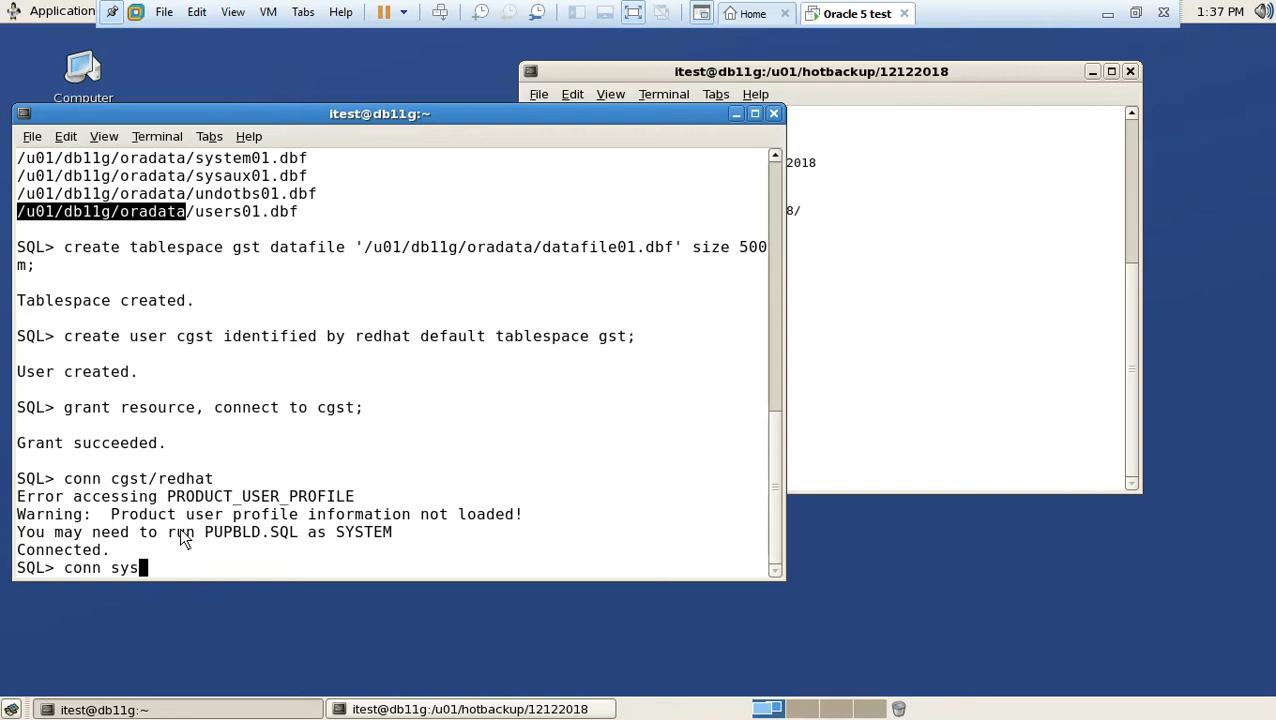 Application
File Edit View VM Tabs Help
Home
Oracle 5 test
1:37 PM
Computer
itest@db11g:/u01/hotbackup/12122018
File Edit View Terminal Tabs Help
2018
8/
itest@db11g:~
File Edit View Terminal Tabs Help
/u01/db11g/oradata/system01.dbf
/u01/db11g/oradata/sysaux01.dbf
/u01/db11g/oradata/undotbs01.dbf
/u01/db11g/oradata/users01.dbf
SQL> create tablespace gst datafile '/u01/db11g/oradata/datafile01.dbf' size 500
m;
Tablespace created.
SQL> create user cgst identified by redhat default tablespace gst;
User created.
SQL> grant resource, connect to cgst;
Grant succeeded.
SQL> conn cgst/redhat
Error accessing PRODUCT_USER_PROFILE
Warning:  Product user profile information not loaded!
You may need to run PUPBLD.SQL as SYSTEM
Connected.
SQL> conn sys
itest@db11g:~
itest@db11g:/u01/hotbackup/12122018